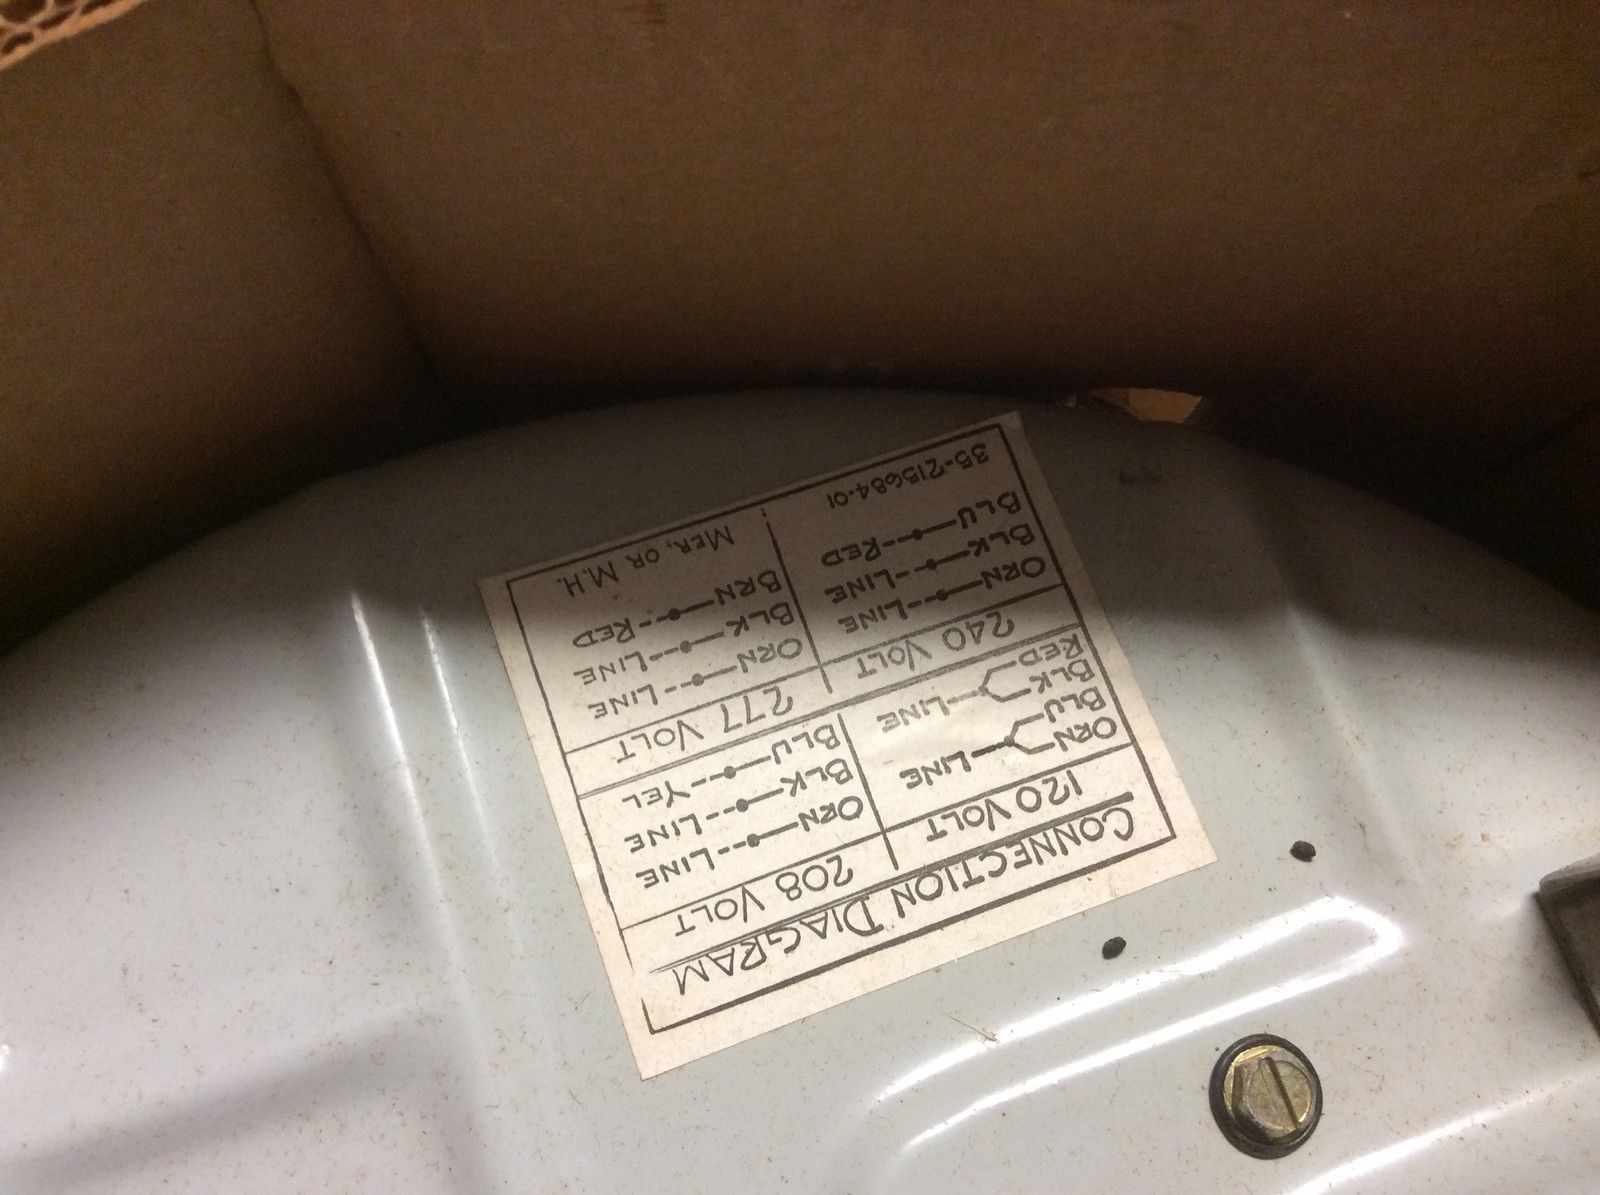 CONNECTION DIAGRAM
120 VOLT
ORN
BLU
LINE
BLK
RED
LINE
208 VOLT
ORN LINE
BLK LINE
BLU YEL
240 VOLT
ORN LINE
BLK LINE
BLU RED
277 VOLT
ORN LINE
BLK LINE
BRN RED
35-215684-01
MER. OR M.H.